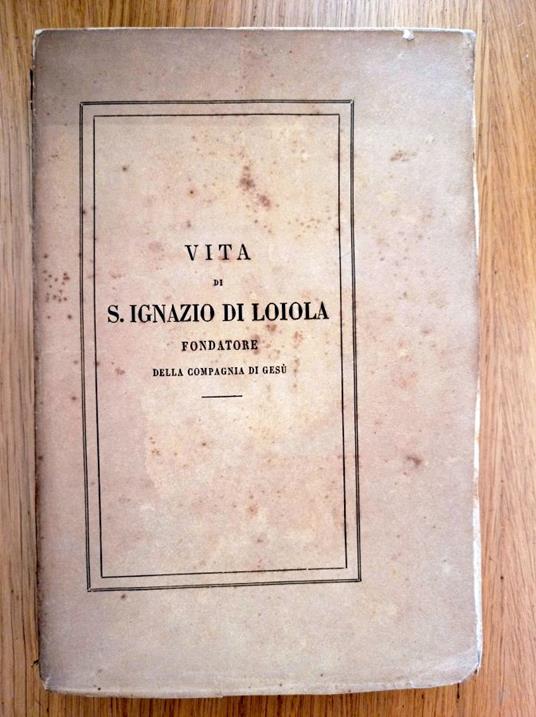 VITA
DI
S. IGNAZIO DI LOIOLA
FONDATORE
DELLA COMPAGNIA DI GESÙ